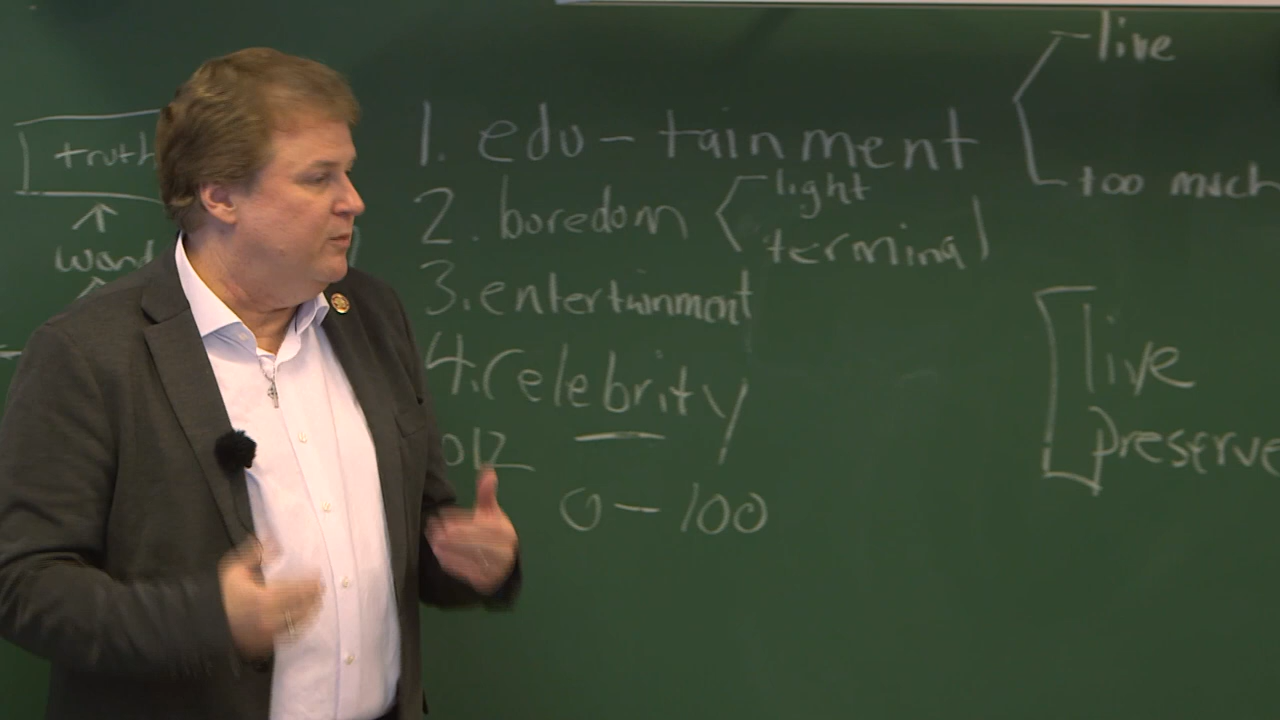 live
1. edu-tainment
truth
too much
2. boredom
light
terminal
word
3. entertainment
4. celebrity
live
012
preserve
0-100